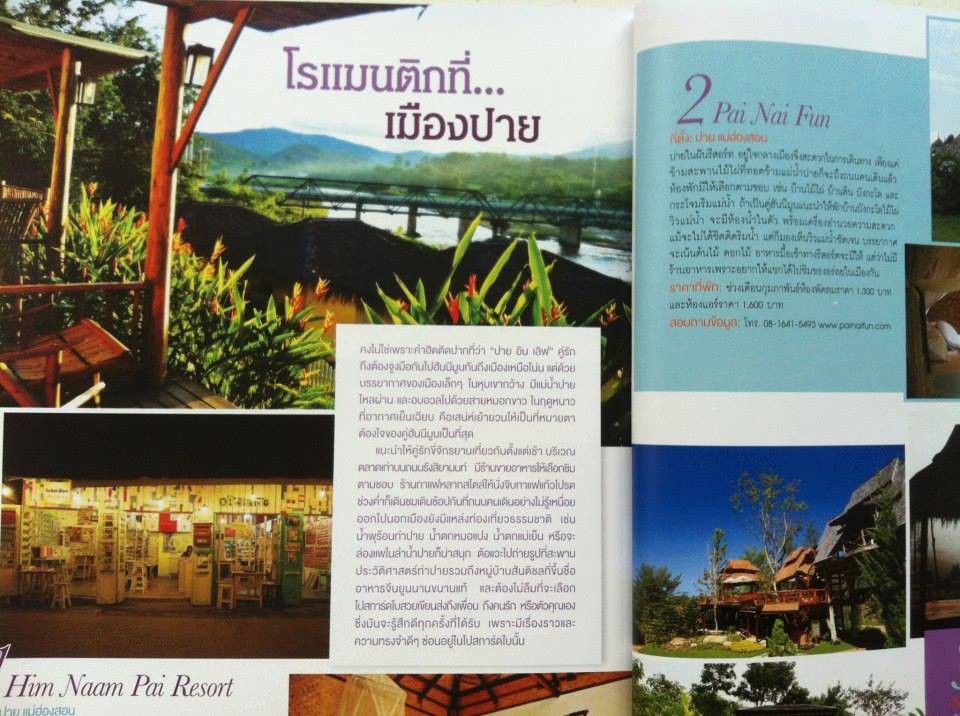 โรแมนติกที่...
เมืองปาย
คงไม่ใช่เพราะคำฮิตติดปากที่ว่า “ปาย อิน เลิฟ” คู่รัก
ถึงต้องจูงมือกันไปฮันนีมูนกันถึงเมืองเหนือโน่น แต่ด้วย
บรรยากาศของเมืองเล็กๆ ในหุบเขากว้าง มีแม่น้ำปาย
ไหลผ่าน และอบอวลไปด้วยสายหมอกขาว ในฤดูหนาว
ที่อากาศเย็นเฉียบ คือเสน่ห์เย้ายวนให้เป็นที่หมายตา
ต้องใจของคู่ฮันนีมูนเป็นที่สุด
แนะนำให้คู่รักขี่จักรยานเที่ยวกันตั้งแต่เช้า บริเวณ
ตลาดเก่าบนถนนรังสิยานนท์ มีร้านขายอาหารให้เลือกชิม
ตามชอบ ร้านกาแฟหลากสไตล์ให้นั่งจิบกาแฟแก้วโปรด
ช่วงค่ำก็เดินชมเดินช้อปกันที่ถนนคนเดินอย่างไม่รู้เหนื่อย
ออกไปนอกเมืองยังมีแหล่งท่องเที่ยวธรรมชาติ เช่น
น้ำพุร้อนท่าปาย น้ำตกหมอแปง น้ำตกแม่เย็น หรือจะ
ล่องแพในลำน้ำปายก็น่าสนุก ต้องแวะไปถ่ายรูปที่สะพาน
ประวัติศาสตร์ท่าปายรวมถึงหมู่บ้านสันติชลที่ขึ้นชื่อ
อาหารจีนยูนนานขนานแท้ และต้องไม่ลืมที่จะเลือก
โปสการ์ดใบสวยเขียนส่งถึงเพื่อน ถึงคนรัก หรือตัวคุณเอง
ซึ่งมันจะรู้สึกดีทุกครั้งที่ได้รับ เพราะมีเรื่องราวและ
ความทรงจำดีๆ ซ่อนอยู่ในโปสการ์ดใบนั้น
1
Him Naam Pai Resort
ปาย แม่ฮ่องสอน
2 Pai Nai Fun
ที่ตั้ง: ปาย แม่ฮ่องสอน
ปายในฝันรีสอร์ท อยู่ใจกลางเมืองจึงสะดวกในการเดินทาง เพียงแค่
ข้ามสะพานไม้ไผ่ที่ทอดข้ามแม่น้ำปายก็จะถึงถนนคนเดินแล้ว
ห้องพักมีให้เลือกตามชอบ เช่น บ้านไม้ไผ่ บ้านดิน บังกะโล และ
กระโจมริมแม่น้ำ ถ้าเป็นคู่ฮันนีมูนแนะนำให้พักบ้านบังกะโลไม้ไผ่
วิวแม่น้ำ จะมีห้องน้ำในตัว พร้อมเครื่องอำนวยความสะดวก
แม้จะไม่ได้ชิดติดริมน้ำ แต่ก็มองเห็นวิวแม่น้ำชัดเจน บรรยากาศ
จะเน้นต้นไม้ ดอกไม้ อาหารมื้อเช้าทางรีสอร์ตจะมีให้ แต่ว่าไม่มี
ร้านอาหารเพราะอยากให้แขกได้ไปชิมของอร่อยในเมืองกัน
ราคาที่พัก: ช่วงเดือนกุมภาพันธ์ห้องพัดลมราคา 1,300 บาท
และห้องแอร์ราคา 1,600 บาท
สอบถามข้อมูล: โทร. 08-1641-6493 www.painaifun.com